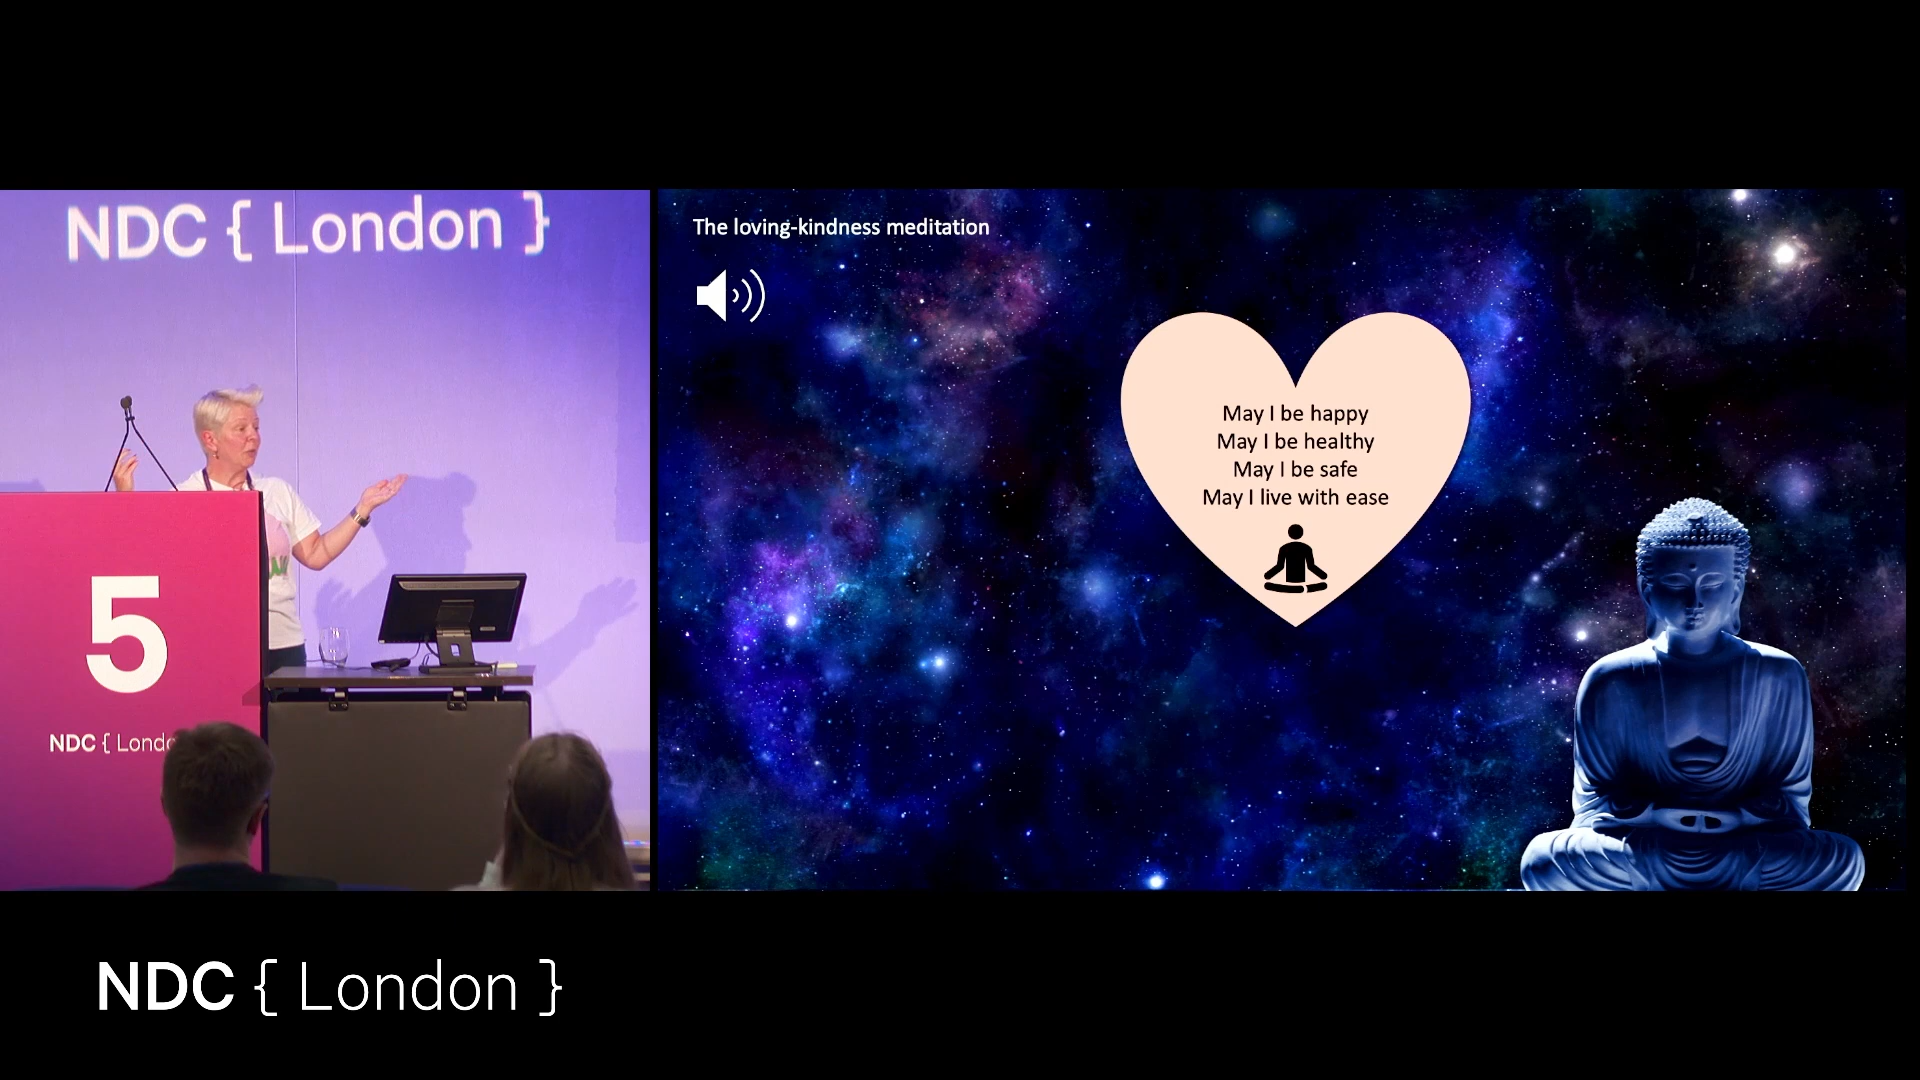 NDC { London }
5
NDC { Londo
The loving-kindness meditation
May I be happy
May I be healthy
May I be safe
May I live with ease
NDC { London }